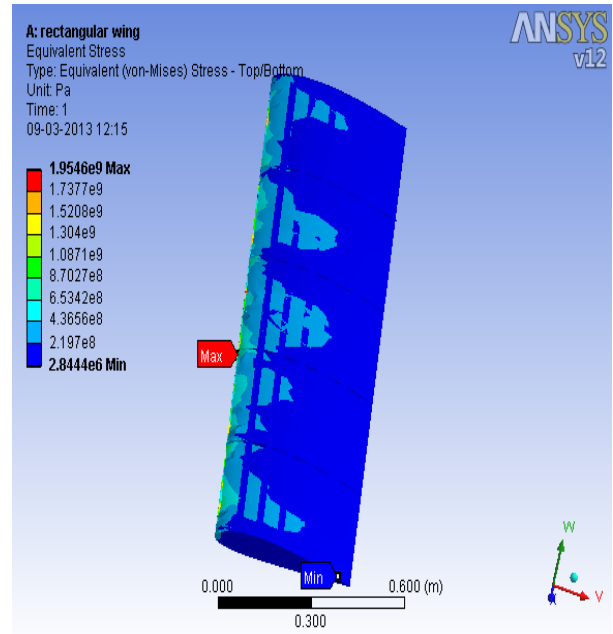 A: rectangular wing
Equivalent Stress
Type: Equivalent (von-Mises) Stress - Top/Bottom
Unit: Pa
Time: 1
09-03-2013 12:15
ANSYS
v12
1.9546e9 Max
1.7377e9
1.5208e9
1.304e9
1.0871e9
8.7027e8
6.5342e8
4.3656e8
2.197e8
2.8444e6 Min
Max
Min
0.000
0.600 (m)
0.300
W
V